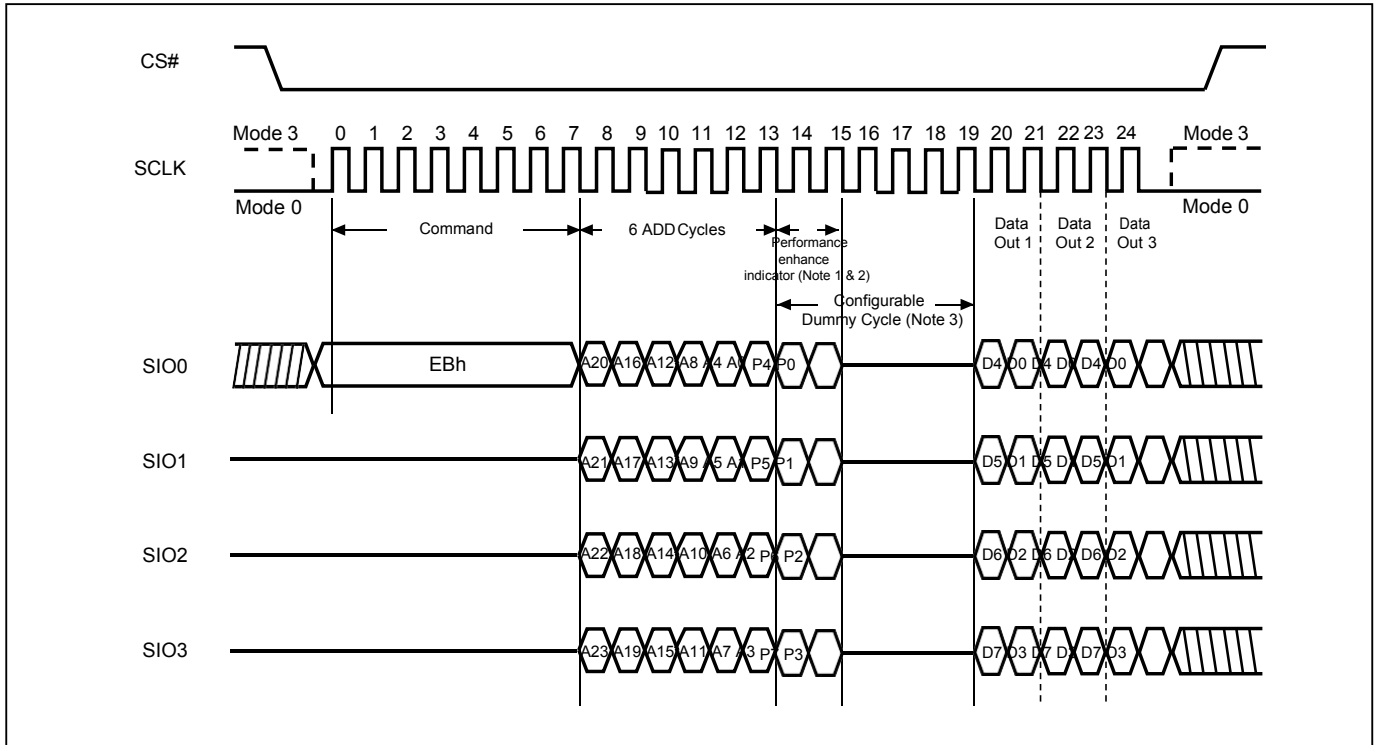 CS#
Mode 3 0 1 2 3 4 5 6 7 8 9 10 11 12 13 14 15 16 17 18 19 20 21 22 23 24 Mode 3
SCLK
Mode 0 Mode 0
Command 6 ADD Cycles Performance enhance indicator (Note 1 & 2) Data Out 1 Data Out 2 Data Out 3
Configurable
Dummy Cycle (Note 3)
SIO0 EBh A20 A16 A12 A8 A4 A0 P4 P0 D4 D0 D4 D0 D4 D0
SIO1 A21 A17 A13 A9 A5 A1 P5 P1 D5 D1 D5 D1 D5 D1
SIO2 A22 A18 A14 A10 A6 A2 P6 P2 D6 D2 D6 D2 D6 D2
SIO3 A23 A19 A15 A11 A7 A3 P7 P3 D7 D3 D7 D3 D7 D3